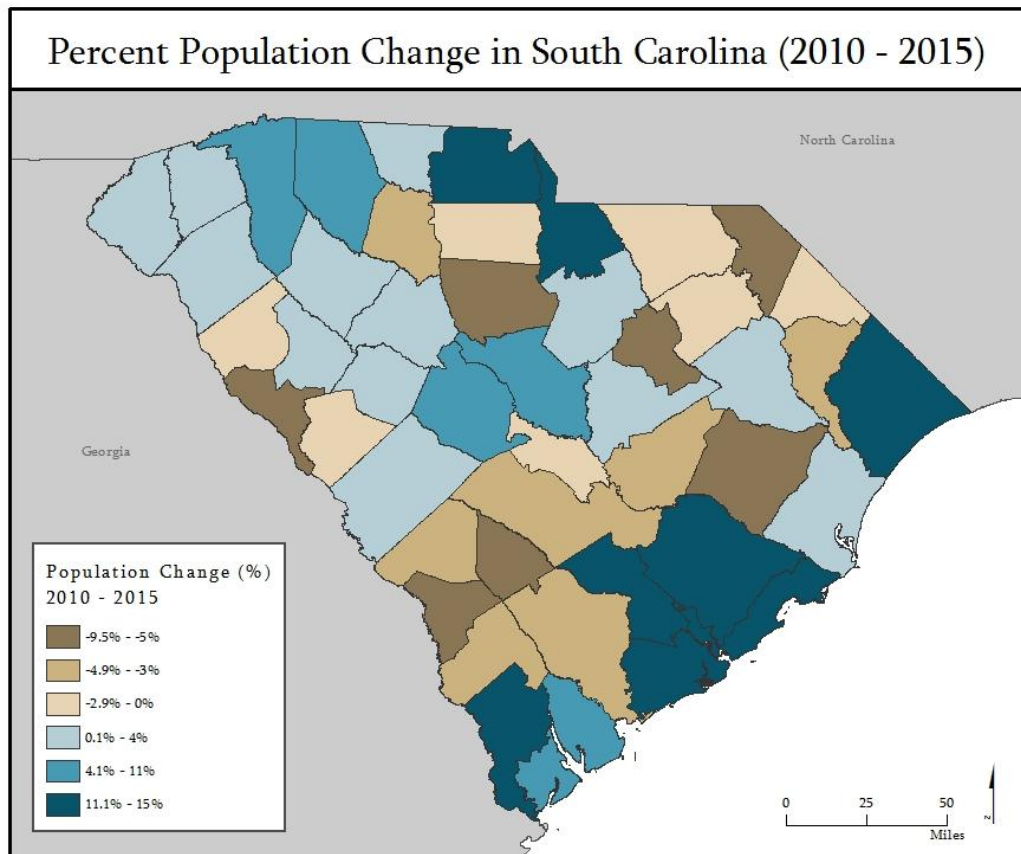 Percent Population Change in South Carolina (2010 - 2015)
North Carolina
Georgia
Population Change (%)
2010 - 2015
-9.5% - -5%
-4.9% - -3%
-2.9% - 0%
0.1% - 4%
4.1% - 11%
11.1% - 15%
0 25 50
Miles
z